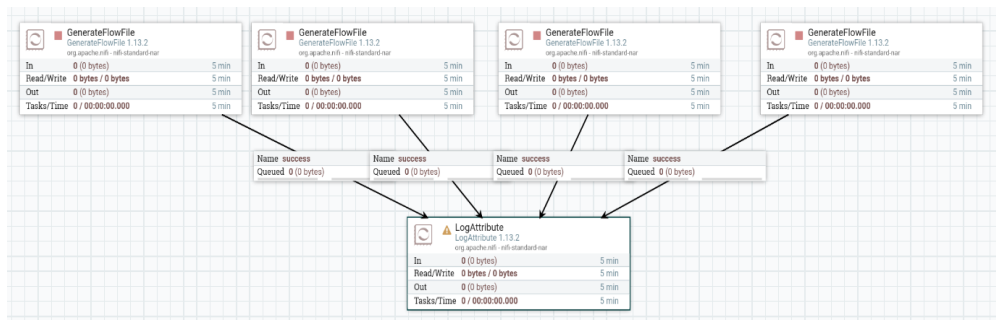 GenerateFlowFile
GenerateFlowFile 1.13.2
org.apache.nifi - nifi-standard-nar
In 0 (0 bytes) 5 min
Read/Write 0 bytes / 0 bytes 5 min
Out 0 (0 bytes) 5 min
Tasks/Time 0 / 00:00:00.000 5 min
GenerateFlowFile
GenerateFlowFile 1.13.2
org.apache.nifi - nifi-standard-nar
In 0 (0 bytes) 5 min
Read/Write 0 bytes / 0 bytes 5 min
Out 0 (0 bytes) 5 min
Tasks/Time 0 / 00:00:00.000 5 min
GenerateFlowFile
GenerateFlowFile 1.13.2
org.apache.nifi - nifi-standard-nar
In 0 (0 bytes) 5 min
Read/Write 0 bytes / 0 bytes 5 min
Out 0 (0 bytes) 5 min
Tasks/Time 0 / 00:00:00.000 5 min
GenerateFlowFile
GenerateFlowFile 1.13.2
org.apache.nifi - nifi-standard-nar
In 0 (0 bytes) 5 min
Read/Write 0 bytes / 0 bytes 5 min
Out 0 (0 bytes) 5 min
Tasks/Time 0 / 00:00:00.000 5 min
Name success
Queued 0 (0 bytes)
Name success
Queued 0 (0 bytes)
Name success
Queued 0 (0 bytes)
Name success
Queued 0 (0 bytes)
LogAttribute
LogAttribute 1.13.2
org.apache.nifi - nifi-standard-nar
In 0 (0 bytes) 5 min
Read/Write 0 bytes / 0 bytes 5 min
Out 0 (0 bytes) 5 min
Tasks/Time 0 / 00:00:00.000 5 min